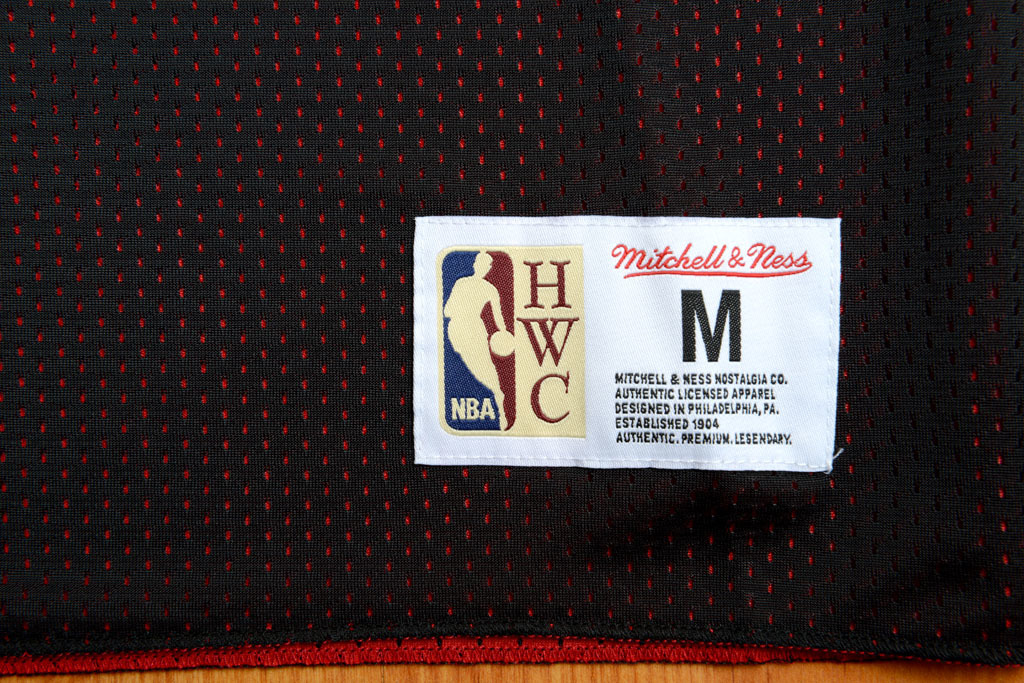 NBA
H
W
C
Mitchell & Ness
M
MITCHELL & NESS NOSTALGIA CO.
AUTHENTIC LICENSED APPAREL
DESIGNED IN PHILADELPHIA, PA.
ESTABLISHED 1904
AUTHENTIC. PREMIUM. LEGENDARY.